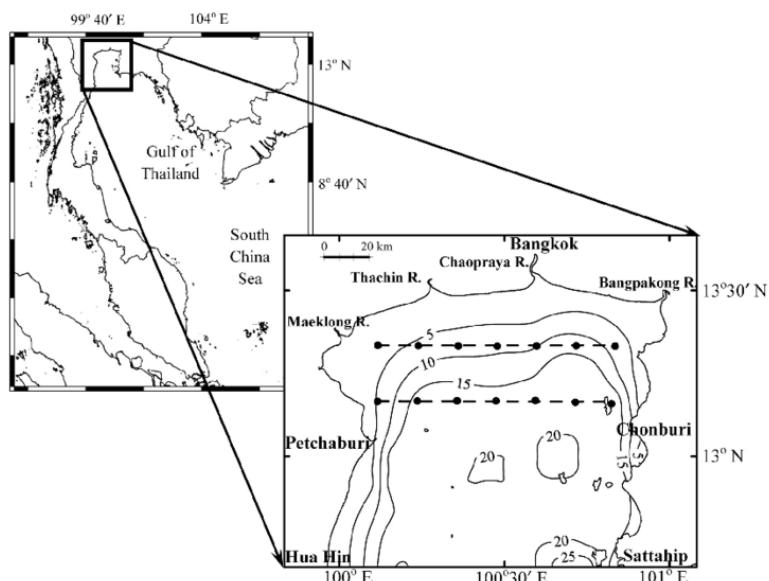 99° 40′ E
104° E
13° N
Gulf of
Thailand
8° 40′ N
South
China
Sea
0 20 km
Bangkok
Chaopraya R.
Thachin R.
Bangpakong R.
13°30′ N
Maeklong R.
5
10
15
Petchaburi
Chonburi
20
20
15
5
13° N
20
25
Hua Hin
Sattahip
100° E
100°30′ E
101° E